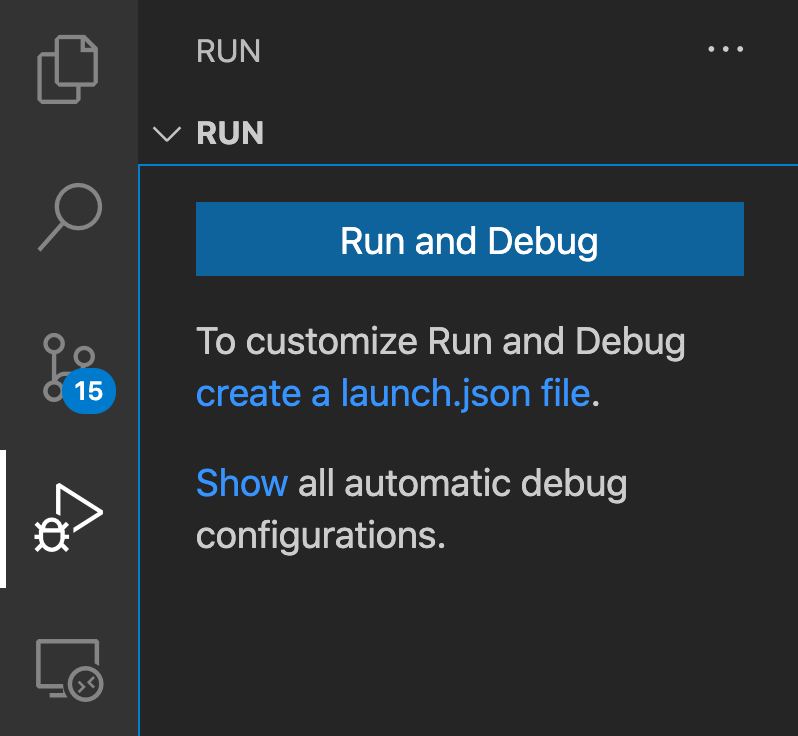 RUN
RUN
Run and Debug
To customize Run and Debug
create a launch.json file.
Show all automatic debug
configurations.
15